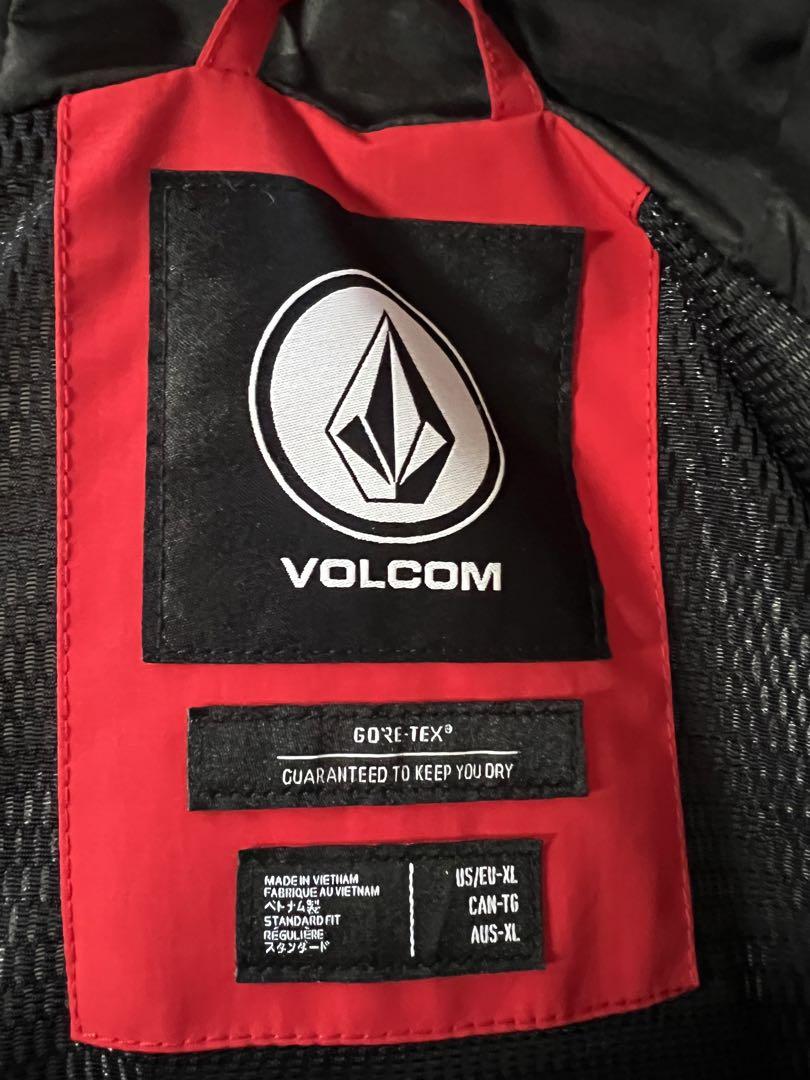 VOLCOM
GORE-TEX®
GUARANTEED TO KEEP YOU DRY
MADE IN VIETNAM
FABRIQUE AU VIETNAM
ベトナム製
STANDARD FIT
RÉGULIÈRE
スタンダード
US/EU-XL
CAN-TG
AUS-XL